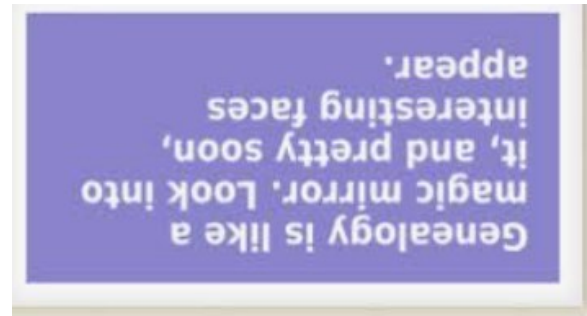 Genealogy is like a
magic mirror. Look into
it, and pretty soon,
interesting faces
appear.